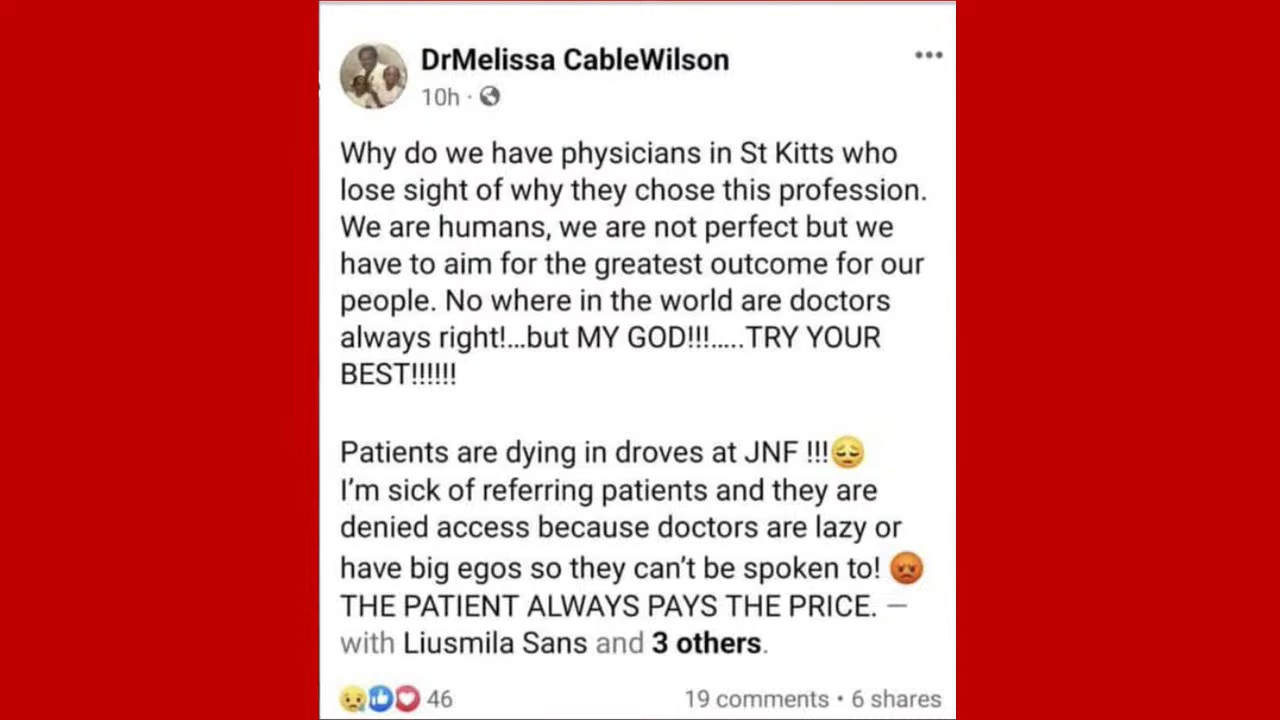 DrMelissa CableWilson
10h ·
Why do we have physicians in St Kitts who
lose sight of why they chose this profession.
We are humans, we are not perfect but we
have to aim for the greatest outcome for our
people. No where in the world are doctors
always right!...but MY GOD!!!.....TRY YOUR
BEST!!!!!!
Patients are dying in droves at JNF !!!😔
I'm sick of referring patients and they are
denied access because doctors are lazy or
have big egos so they can't be spoken to! 😡
THE PATIENT ALWAYS PAYS THE PRICE. —
with Liusmila Sans and 3 others.
46 19 comments • 6 shares